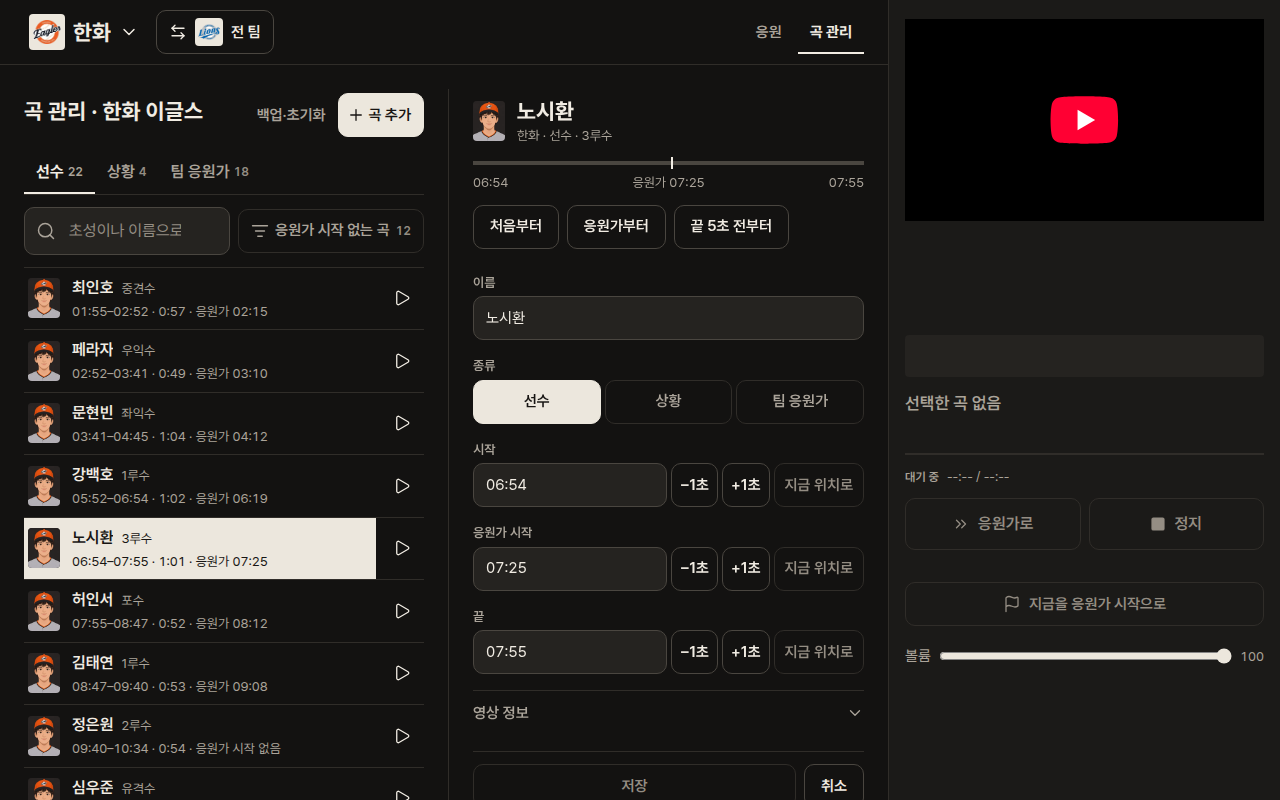 Eagles 한화
Lions 전 팀
응원
곡 관리
곡 관리 · 한화 이글스
백업·초기화
+ 곡 추가
선수 22
상황 4
팀 응원가 18
초성이나 이름으로
응원가 시작 없는 곡 12
최인호 중견수
01:55–02:52 · 0:57 · 응원가 02:15
페라자 우익수
02:52–03:41 · 0:49 · 응원가 03:10
문현빈 좌익수
03:41–04:45 · 1:04 · 응원가 04:12
강백호 1루수
05:52–06:54 · 1:02 · 응원가 06:19
노시환 3루수
06:54–07:55 · 1:01 · 응원가 07:25
허인서 포수
07:55–08:47 · 0:52 · 응원가 08:12
김태연 1루수
08:47–09:40 · 0:53 · 응원가 09:08
정은원 2루수
09:40–10:34 · 0:54 · 응원가 시작 없음
심우준 유격수
노시환
한화 · 선수 · 3루수
06:54
응원가 07:25
07:55
처음부터
응원가부터
끝 5초 전부터
이름
노시환
종류
선수
상황
팀 응원가
시작
06:54
−1초
+1초
지금 위치로
응원가 시작
07:25
−1초
+1초
지금 위치로
끝
07:55
−1초
+1초
지금 위치로
영상 정보
저장
취소
선택한 곡 없음
대기 중 --:-- / --:--
응원가로
정지
지금을 응원가 시작으로
볼륨
100